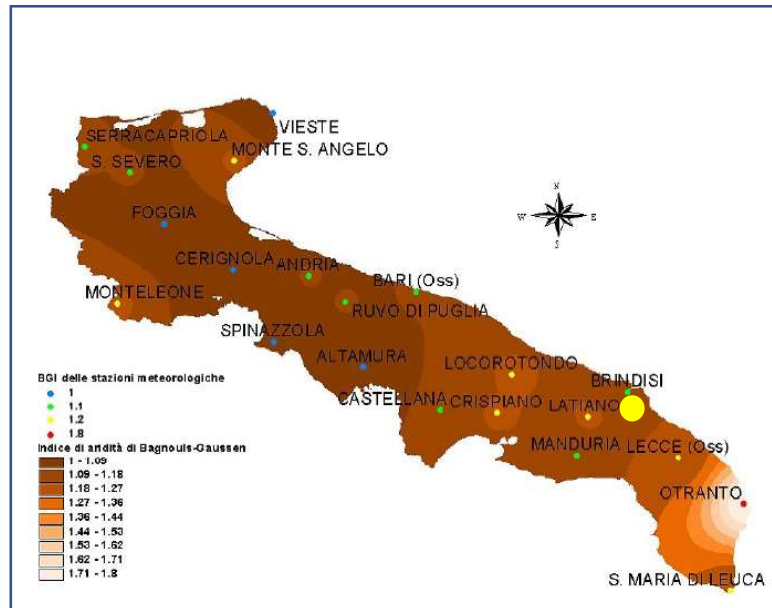 VIESTE
SERRACAPRIOLA
MONTE S. ANGELO
S. SEVERO
N
W E
S
FOGGIA
CERIGNOLA
ANDRIA
BARI (Oss)
MONTELEONE
RUVO DI PUGLIA
SPINAZZOLA
ALTAMURA
LOCOROTONDO
BRINDISI
CASTELLANA
CRISPIANO
LATIANO
MANDURIA
LECCE (Oss)
OTRANTO
S. MARIA DI LEUCA
BGI delle stazioni meteorologiche
1
1.1
1.2
1.8
Indice di aridità di Bagnouls-Gaussen
1 - 1.09
1.09 - 1.18
1.18 - 1.27
1.27 - 1.36
1.36 - 1.44
1.44 - 1.53
1.53 - 1.62
1.62 - 1.71
1.71 - 1.8